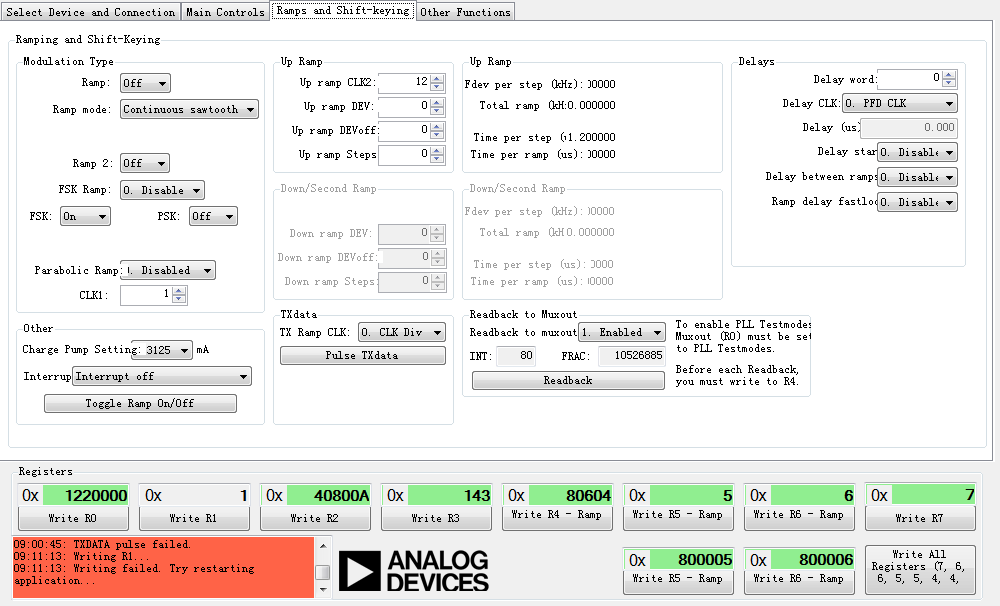 Select Device and Connection
Main Controls
Ramps and Shift-keying
Other Functions
Ramping and Shift-Keying
Modulation Type
Ramp: Off
Ramp mode: Continuous sawtooth
Ramp 2: Off
FSK Ramp: 0. Disable
FSK: On
PSK: Off
Parabolic Ramp: . Disabled
CLK1: 1
Other
Charge Pump Setting: 3125 mA
Interrup Interrupt off
Toggle Ramp On/Off
Up Ramp
Up ramp CLK2: 12
Up ramp DEV: 0
Up ramp DEVoff: 0
Up ramp Steps 0
Down/Second Ramp
Down ramp DEV: 0
Down ramp DEVoff: 0
Down ramp Steps: 0
TXdata
TX Ramp CLK: 0. CLK Div
Pulse TXdata
Up Ramp
Fdev per step (kHz): 00000
Total ramp (kH 0.000000
Time per step (u 1.200000
Time per ramp (us): 00000
Down/Second Ramp
Fdev per step (kHz): 00000
Total ramp (kH 0.000000
Time per step (us): 0000
Time per ramp (us): 00000
Readback to Muxout
Readback to muxout 1. Enabled
INT: 80
FRAC: 10526885
Readback
To enable PLL Testmodes
Muxout (R0) must be set
to PLL Testmodes.
Before each Readback,
you must write to R4.
Delays
Delay word: 0
Delay CLK: 0. PFD CLK
Delay (us 0.000
Delay star 0. Disable
Delay between ramps 0. Disable
Ramp delay fastloc 0. Disable
Registers
0x 1220000
Write R0
0x 1
Write R1
0x 40800A
Write R2
0x 143
Write R3
0x 80604
Write R4 - Ramp
0x 5
Write R5 - Ramp
0x 6
Write R6 - Ramp
0x 7
Write R7
09:00:45: TXDATA pulse failed.
09:11:13: Writing R1...
09:11:13: Writing failed. Try restarting
application...
ANALOG
DEVICES
0x 800005
Write R5 - Ramp
0x 800006
Write R6 - Ramp
Write All
Registers (7, 6,
6, 5, 5, 4, 4,